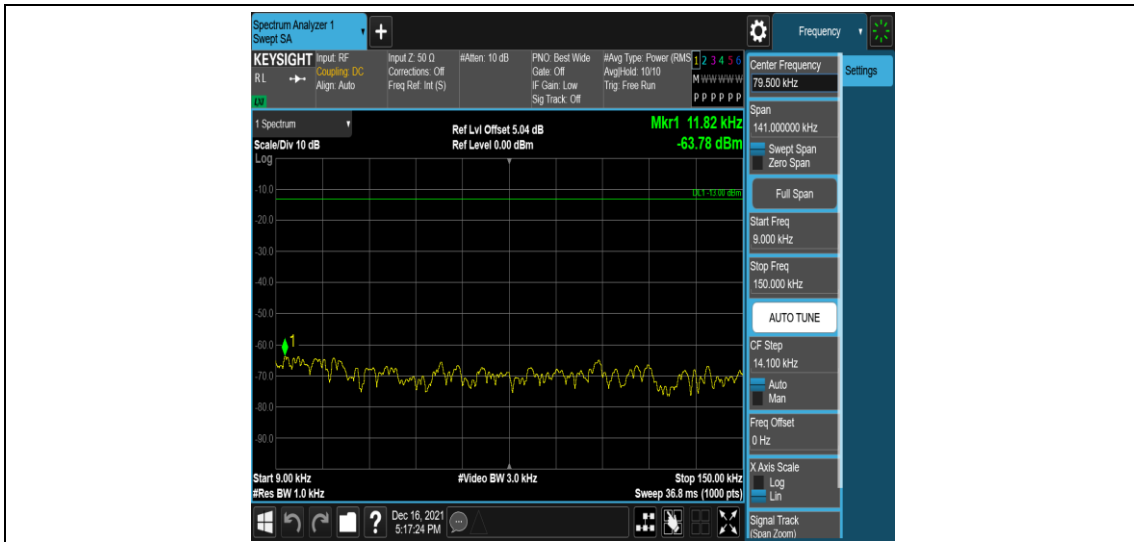 Spectrum Analyzer 1
Swept SA
+
Frequency
KEYSIGHT
RL
LXI
Input: RF
Coupling: DC
Align: Auto
Input Z: 50 Ω
Corrections: Off
Freq Ref: Int (S)
#Atten: 10 dB
PNO: Best Wide
Gate: Off
IF Gain: Low
Sig Track: Off
#Avg Type: Power (RMS
Avg|Hold: 10/10
Trig: Free Run
1 2 3 4 5 6
M W W W W W
P P P P P P
1 Spectrum
Scale/Div 10 dB
Ref Lvl Offset 5.04 dB
Ref Level 0.00 dBm
Mkr1 11.82 kHz
-63.78 dBm
Log
DL1 -13.00 dBm
-10.0
-20.0
-30.0
-40.0
-50.0
-60.0
-70.0
-80.0
-90.0
1
Start 9.00 kHz
#Res BW 1.0 kHz
#Video BW 3.0 kHz
Stop 150.00 kHz
Sweep 36.8 ms (1000 pts)
Center Frequency
79.500 kHz
Settings
Span
141.000000 kHz
Swept Span
Zero Span
Full Span
Start Freq
9.000 kHz
Stop Freq
150.000 kHz
AUTO TUNE
CF Step
14.100 kHz
Auto
Man
Freq Offset
0 Hz
X Axis Scale
Log
Lin
Signal Track
(Span Zoom)
?
Dec 16, 2021
5:17:24 PM